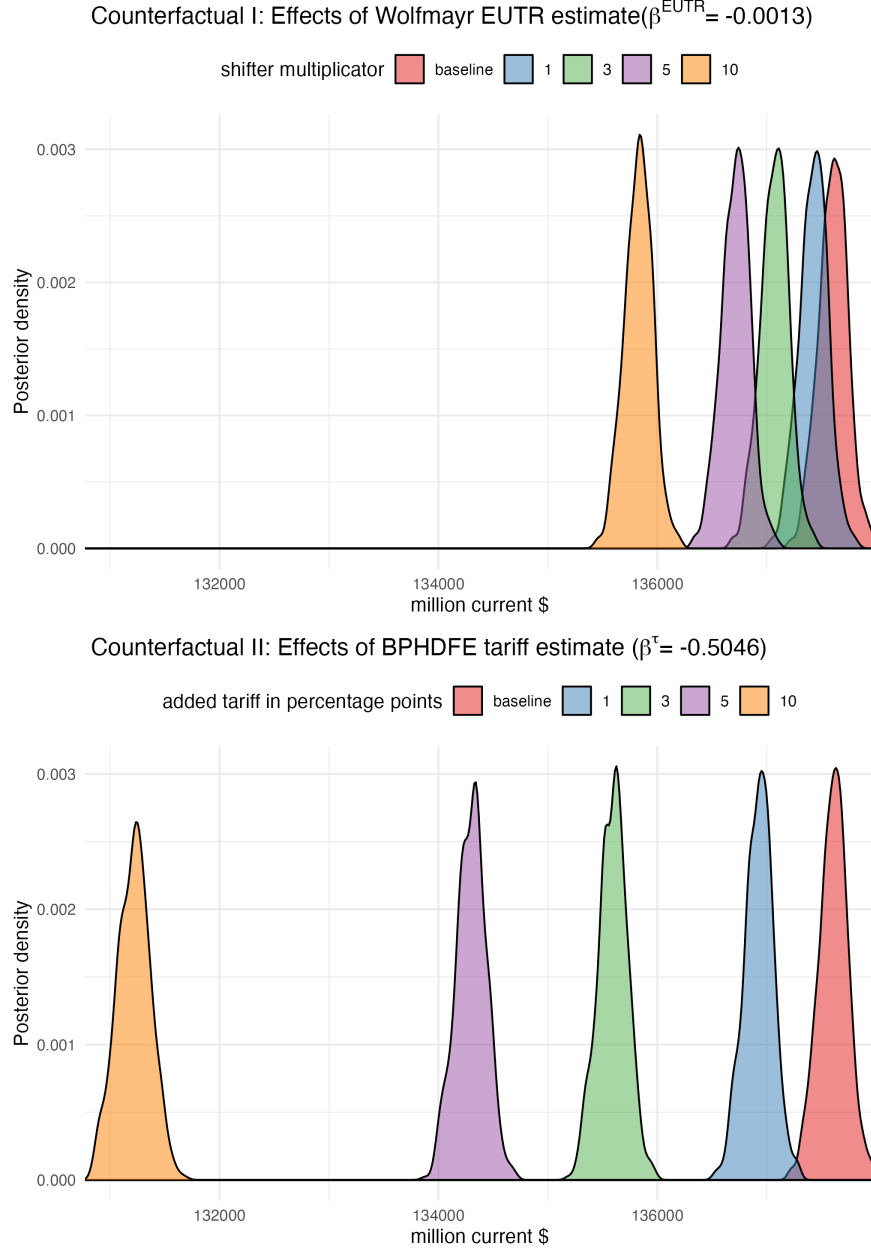 Counterfactual I: Effects of Wolfmayr EUTR estimate(β^EUTR= -0.0013)
shifter multiplicator baseline 1 3 5 10
Posterior density
0.003
0.002
0.001
0.000
132000 134000 136000
million current $
Counterfactual II: Effects of BPHDFE tariff estimate (β^τ= -0.5046)
added tariff in percentage points baseline 1 3 5 10
Posterior density
0.003
0.002
0.001
0.000
132000 134000 136000
million current $